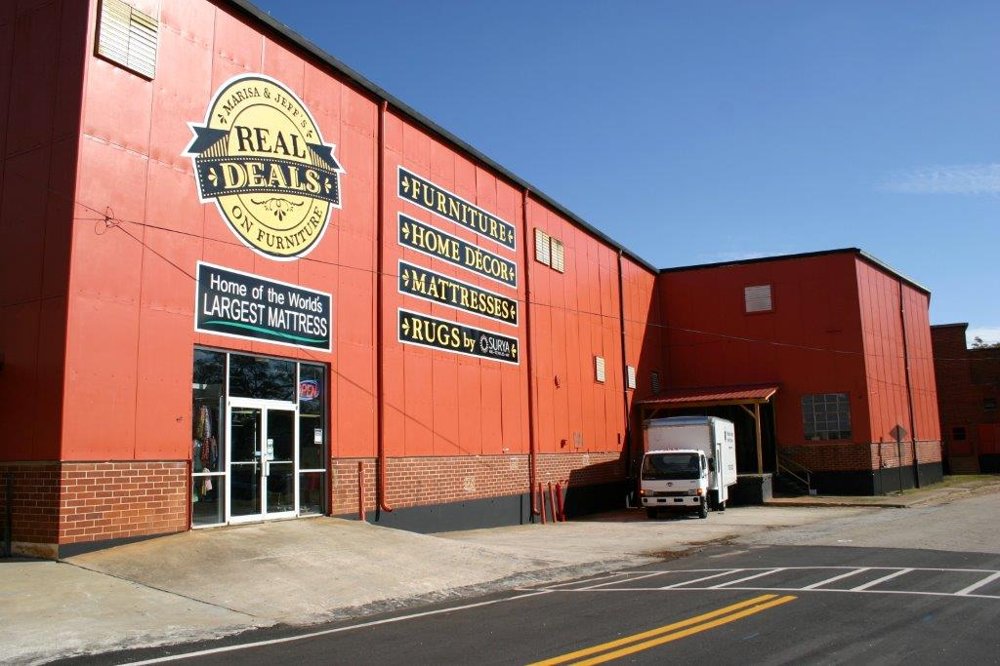 MARISA & JEFF'S
REAL
DEALS
ON FURNITURE
Home of the World's
LARGEST MATTRESS
FURNITURE
HOME DÉCOR
MATTRESSES
RUGS by SURYA
OPEN